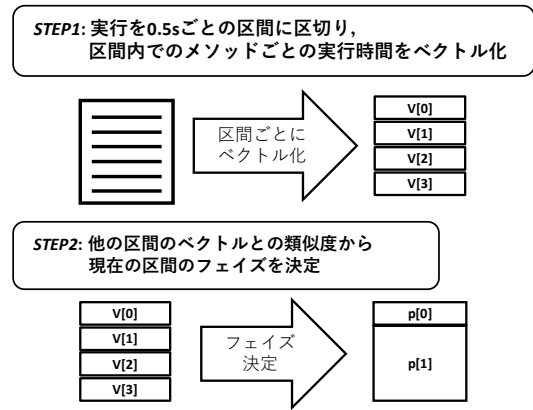 STEP1: 実行を0.5sごとの区間に区切り,
区間内でのメソッドごとの実行時間をベクトル化
区間ごとに
ベクトル化
V[0]
V[1]
V[2]
V[3]
STEP2: 他の区間のベクトルとの類似度から
現在の区間のフェイズを決定
V[0]
V[1]
V[2]
V[3]
フェイズ
決定
p[0]
p[1]